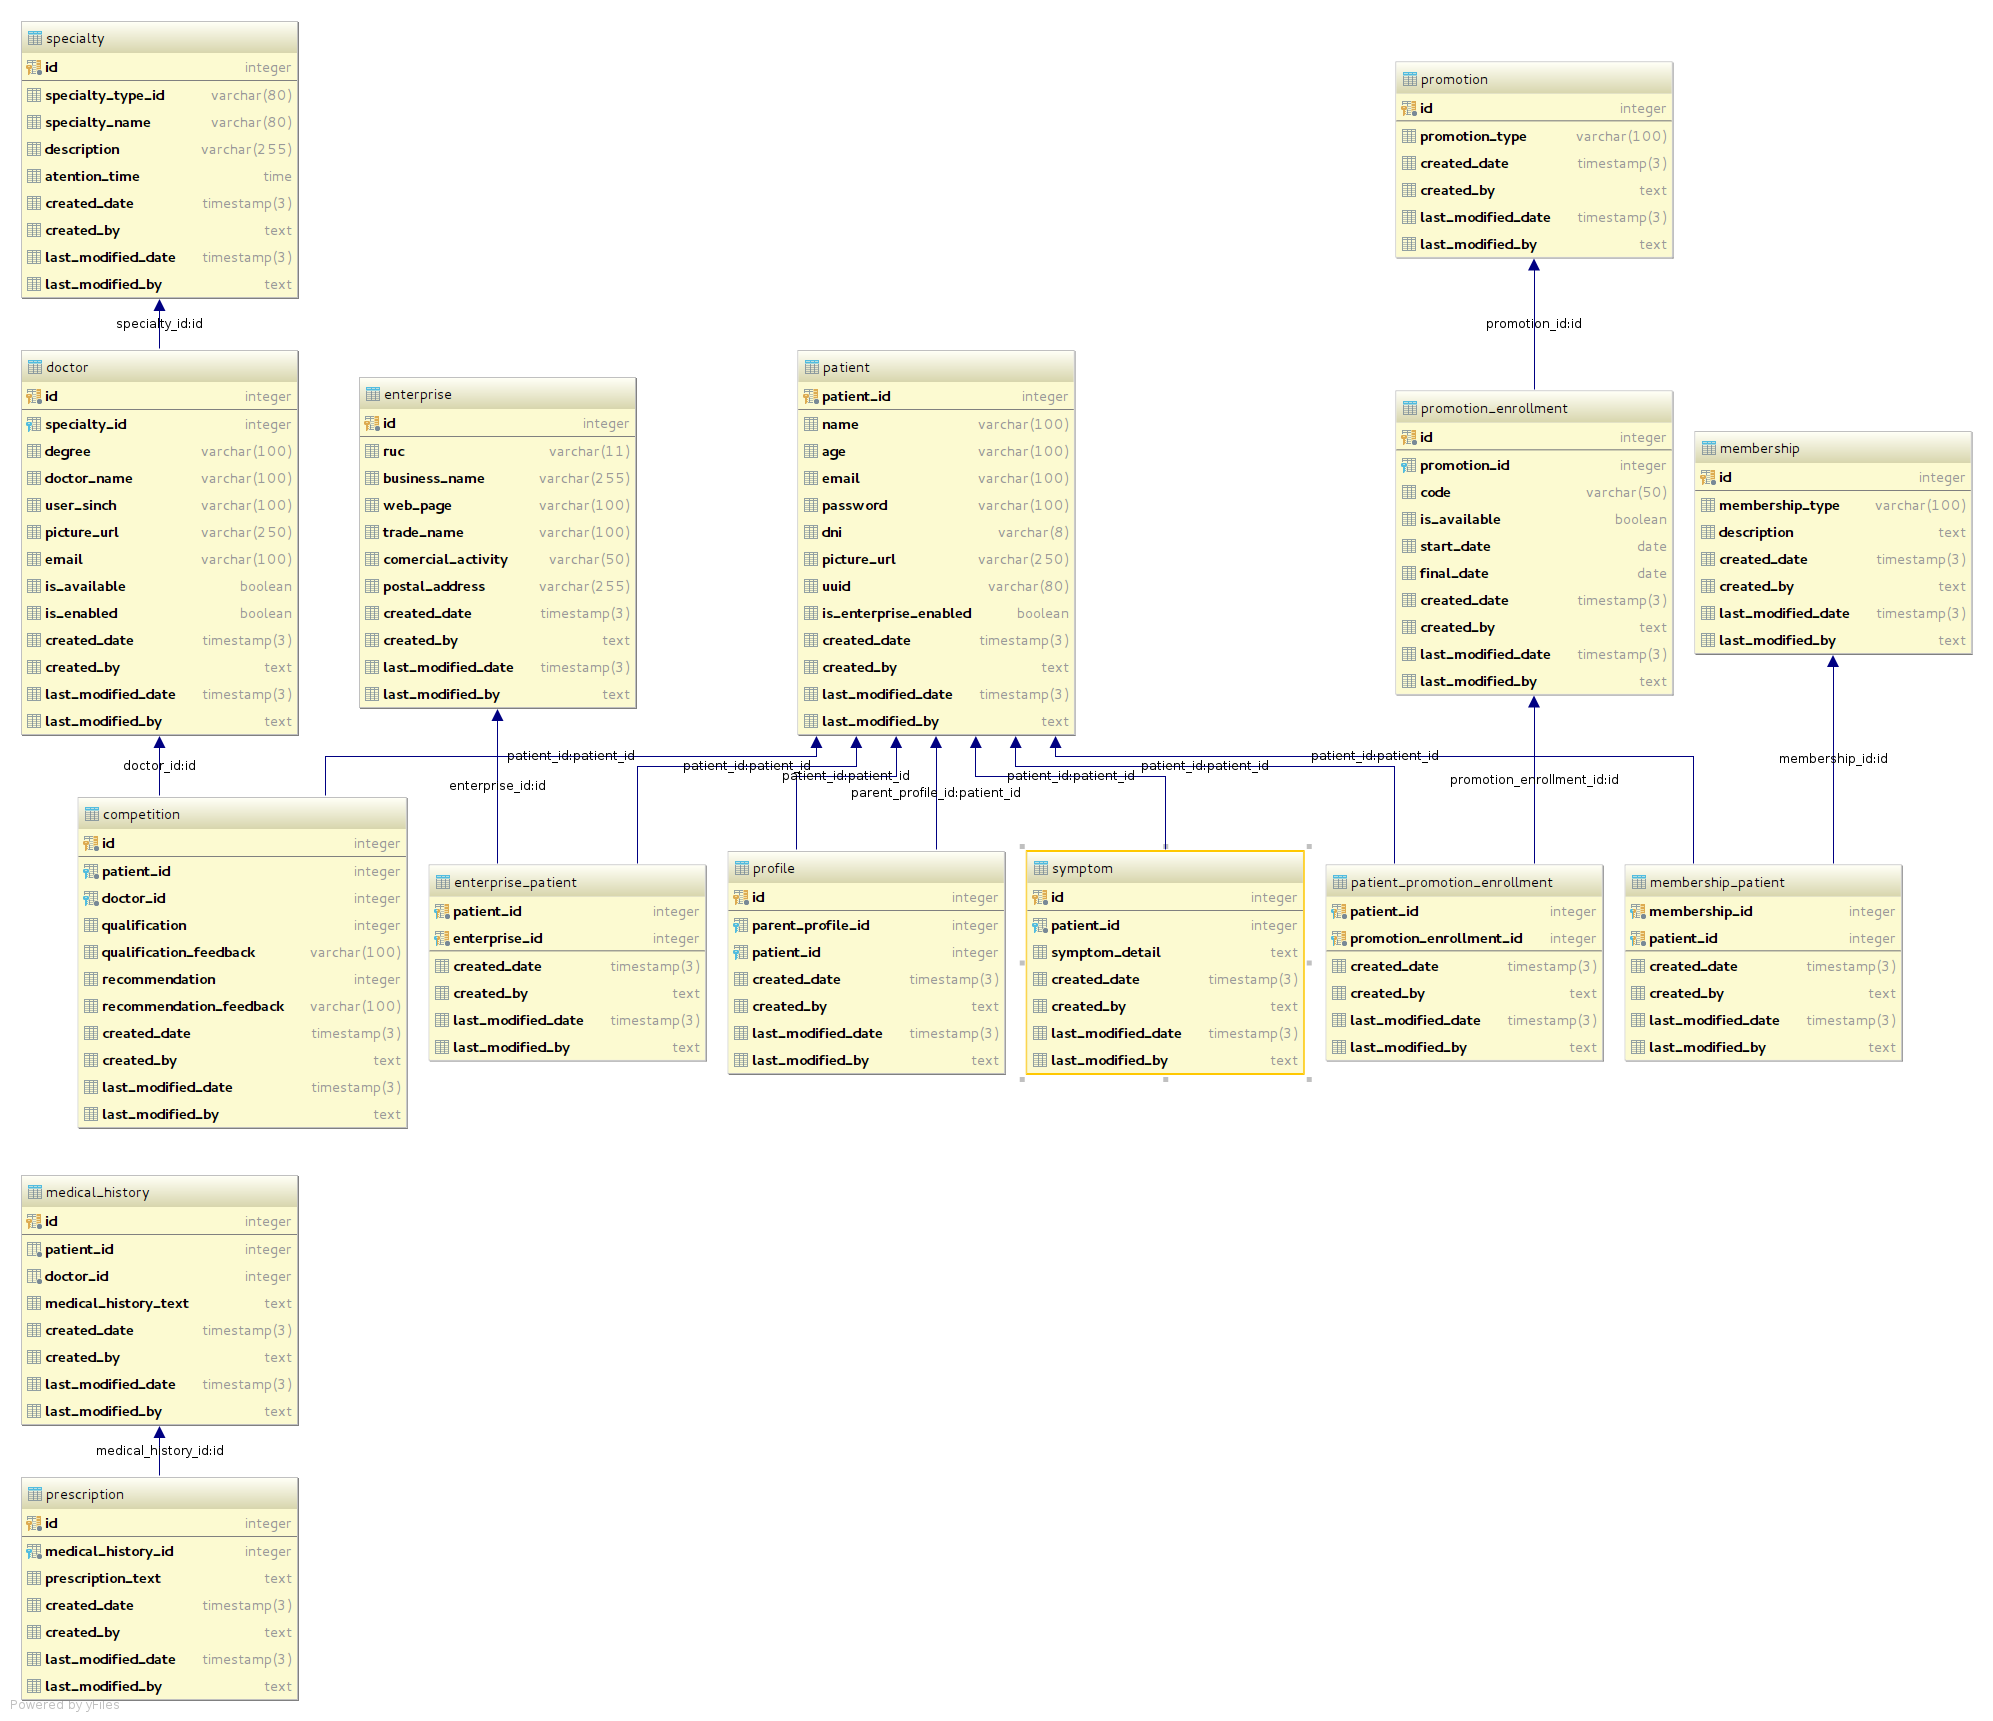 specialty
id integer
specialty_type_id varchar(80)
specialty_name varchar(80)
description varchar(255)
atention_time time
created_date timestamp(3)
created_by text
last_modified_date timestamp(3)
last_modified_by text
specialty_id:id
doctor
id integer
specialty_id integer
degree varchar(100)
doctor_name varchar(100)
user_sinch varchar(100)
picture_url varchar(250)
email varchar(100)
is_available boolean
is_enabled boolean
created_date timestamp(3)
created_by text
last_modified_date timestamp(3)
last_modified_by text
doctor_id:id
enterprise
id integer
ruc varchar(11)
business_name varchar(255)
web_page varchar(100)
trade_name varchar(100)
comercial_activity varchar(50)
postal_address varchar(255)
created_date timestamp(3)
created_by text
last_modified_date timestamp(3)
last_modified_by text
enterprise_id:id
patient
patient_id integer
name varchar(100)
age varchar(100)
email varchar(100)
password varchar(100)
dni varchar(8)
picture_url varchar(250)
uuid varchar(80)
is_enterprise_enabled boolean
created_date timestamp(3)
created_by text
last_modified_date timestamp(3)
last_modified_by text
patient_id:patient_id
patient_id:patient_id
patient_id:patient_id
parent_profile_id:patient_id
patient_id:patient_id
patient_id:patient_id
patient_id:patient_id
promotion
id integer
promotion_type varchar(100)
created_date timestamp(3)
created_by text
last_modified_date timestamp(3)
last_modified_by text
promotion_id:id
promotion_enrollment
id integer
promotion_id integer
code varchar(50)
is_available boolean
start_date date
final_date date
created_date timestamp(3)
created_by text
last_modified_date timestamp(3)
last_modified_by text
promotion_enrollment_id:id
membership
id integer
membership_type varchar(100)
description text
created_date timestamp(3)
created_by text
last_modified_date timestamp(3)
last_modified_by text
membership_id:id
competition
id integer
patient_id integer
doctor_id integer
qualification integer
qualification_feedback varchar(100)
recommendation integer
recommendation_feedback varchar(100)
created_date timestamp(3)
created_by text
last_modified_date timestamp(3)
last_modified_by text
enterprise_patient
patient_id integer
enterprise_id integer
created_date timestamp(3)
created_by text
last_modified_date timestamp(3)
last_modified_by text
profile
id integer
parent_profile_id integer
patient_id integer
created_date timestamp(3)
created_by text
last_modified_date timestamp(3)
last_modified_by text
symptom
id integer
patient_id integer
symptom_detail text
created_date timestamp(3)
created_by text
last_modified_date timestamp(3)
last_modified_by text
patient_promotion_enrollment
patient_id integer
promotion_enrollment_id integer
created_date timestamp(3)
created_by text
last_modified_date timestamp(3)
last_modified_by text
membership_patient
membership_id integer
patient_id integer
created_date timestamp(3)
created_by text
last_modified_date timestamp(3)
last_modified_by text
medical_history
id integer
patient_id integer
doctor_id integer
medical_history_text text
created_date timestamp(3)
created_by text
last_modified_date timestamp(3)
last_modified_by text
medical_history_id:id
prescription
id integer
medical_history_id integer
prescription_text text
created_date timestamp(3)
created_by text
last_modified_date timestamp(3)
last_modified_by text
Powered by yFiles